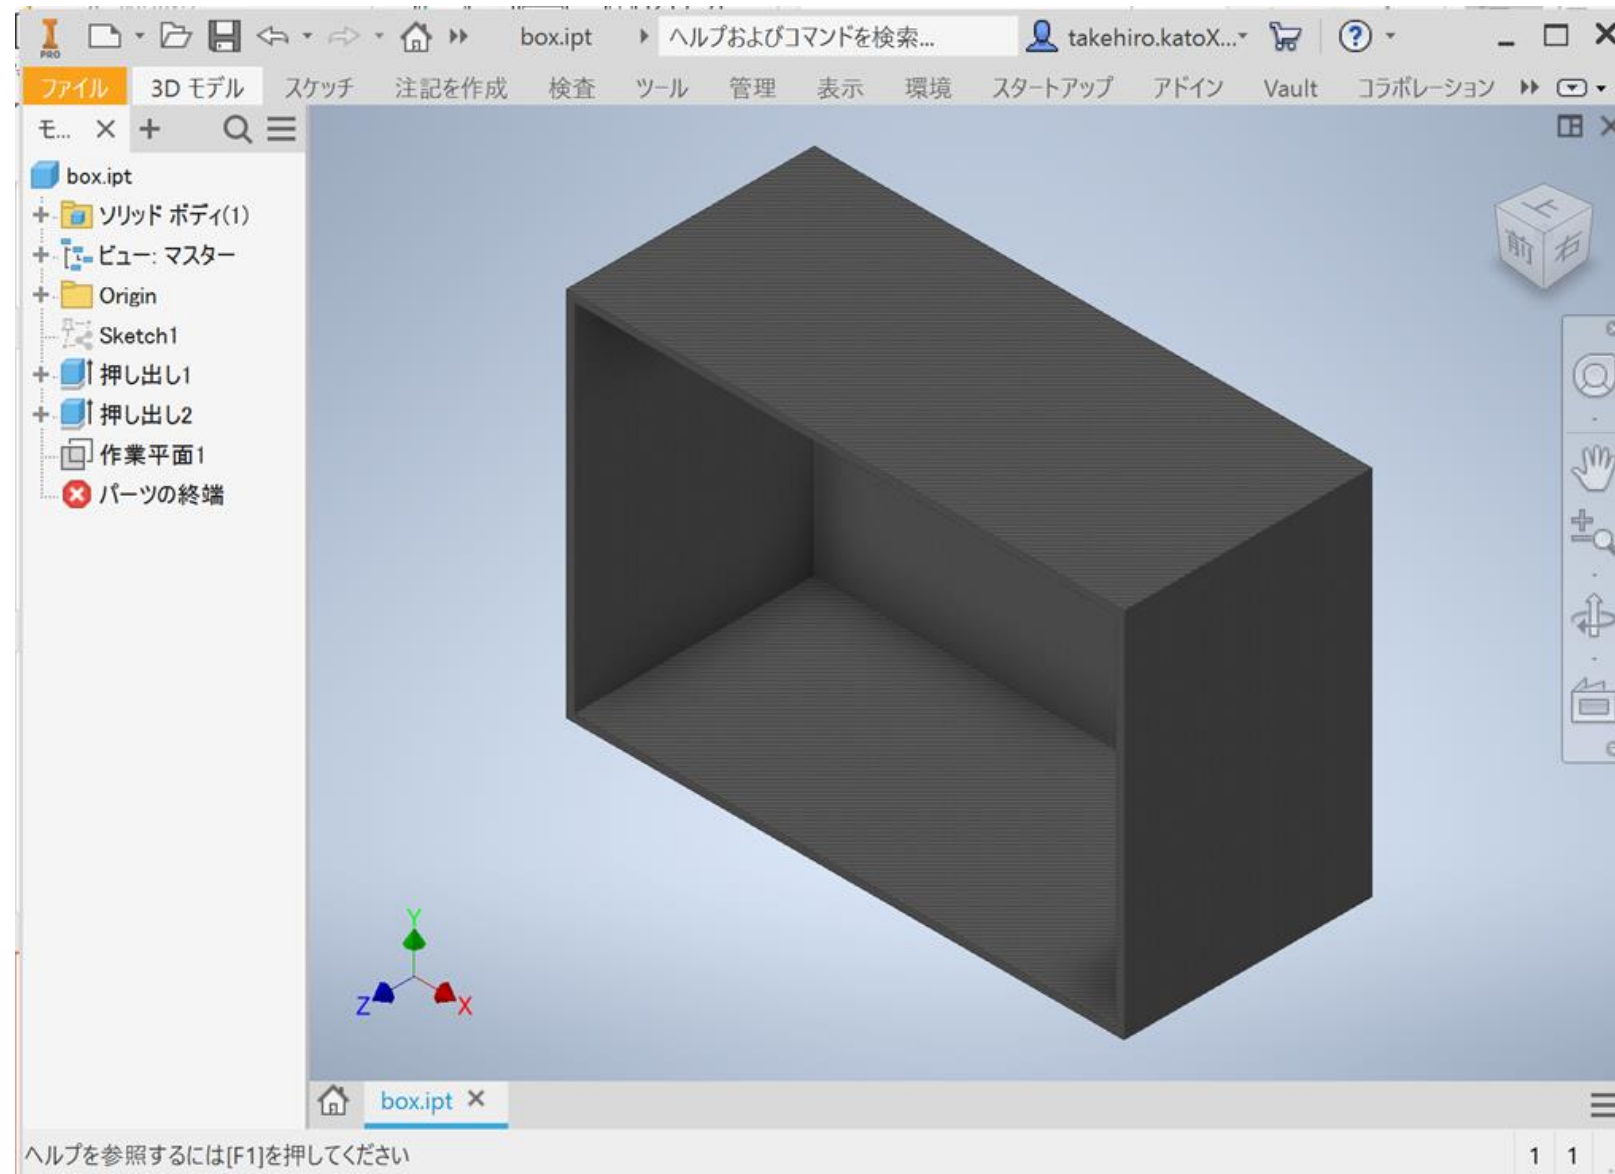 PRO
box.ipt
ヘルプおよびコマンドを検索...
takehiro.katoX...
ファイル 3D モデル スケッチ 注記を作成 検査 ツール 管理 表示 環境 スタートアップ アドイン Vault コラボレーション
モ...
box.ipt
ソリッド ボディ(1)
ビュー: マスター
Origin
Sketch1
押し出し1
押し出し2
作業平面1
パーツの終端
上
前
右
Y
Z
X
box.ipt
ヘルプを参照するには[F1]を押してください
1 1